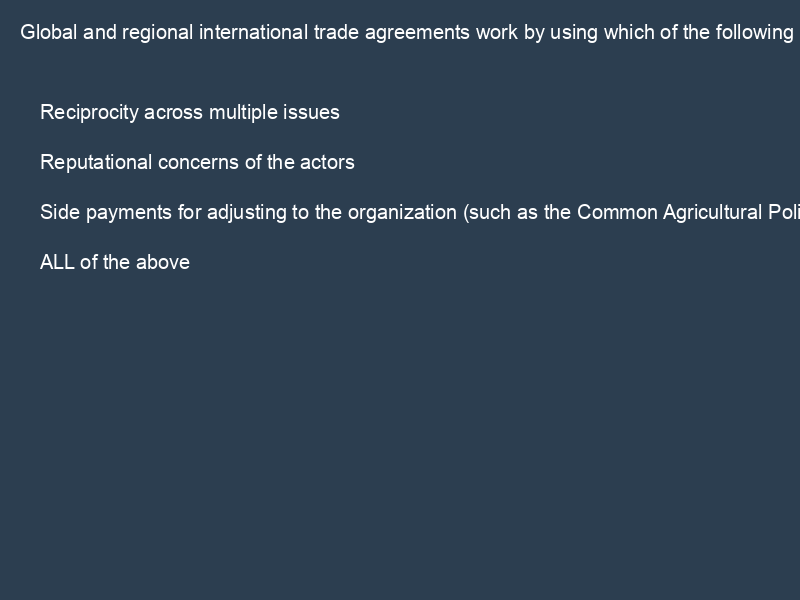 Global and regional international trade agreements work by using which of the following
Reciprocity across multiple issues
Reputational concerns of the actors
Side payments for adjusting to the organization (such as the Common Agricultural
ALL of the above